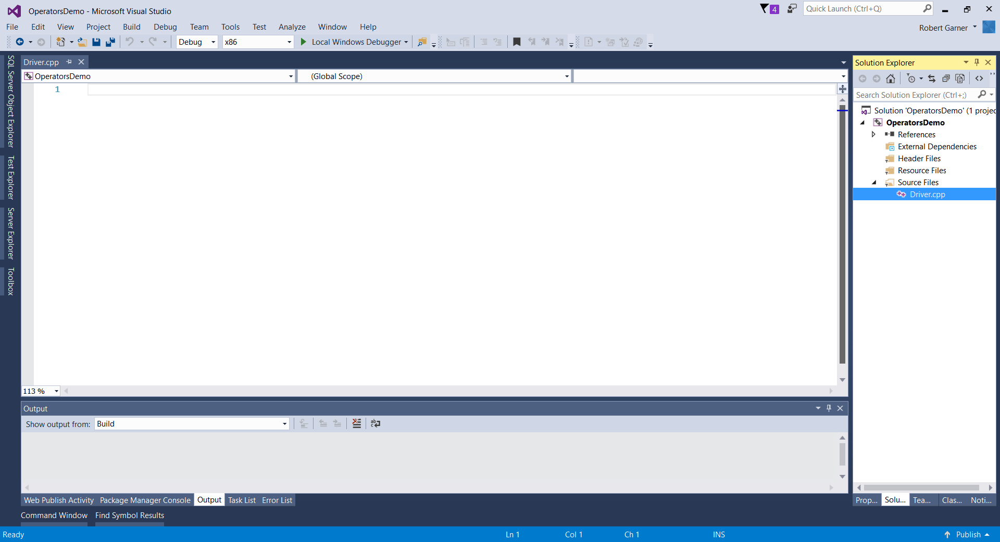 OperatorsDemo - Microsoft Visual Studio
4
Quick Launch (Ctrl+Q)
File Edit View Project Build Debug Team Tools Test Analyze Window Help
Robert Garner
Debug x86 Local Windows Debugger
SQL Server Object Explorer
Test Explorer
Server Explorer
Toolbox
Driver.cpp
OperatorsDemo (Global Scope)
1
113 %
Output
Show output from: Build
Web Publish Activity Package Manager Console Output Task List Error List
Command Window Find Symbol Results
Solution Explorer
Search Solution Explorer (Ctrl+;)
Solution 'OperatorsDemo' (1 projec
OperatorsDemo
References
External Dependencies
Header Files
Resource Files
Source Files
Driver.cpp
Prop... Solu... Tea... Clas... Noti...
Ready Ln 1 Col 1 Ch 1 INS Publish